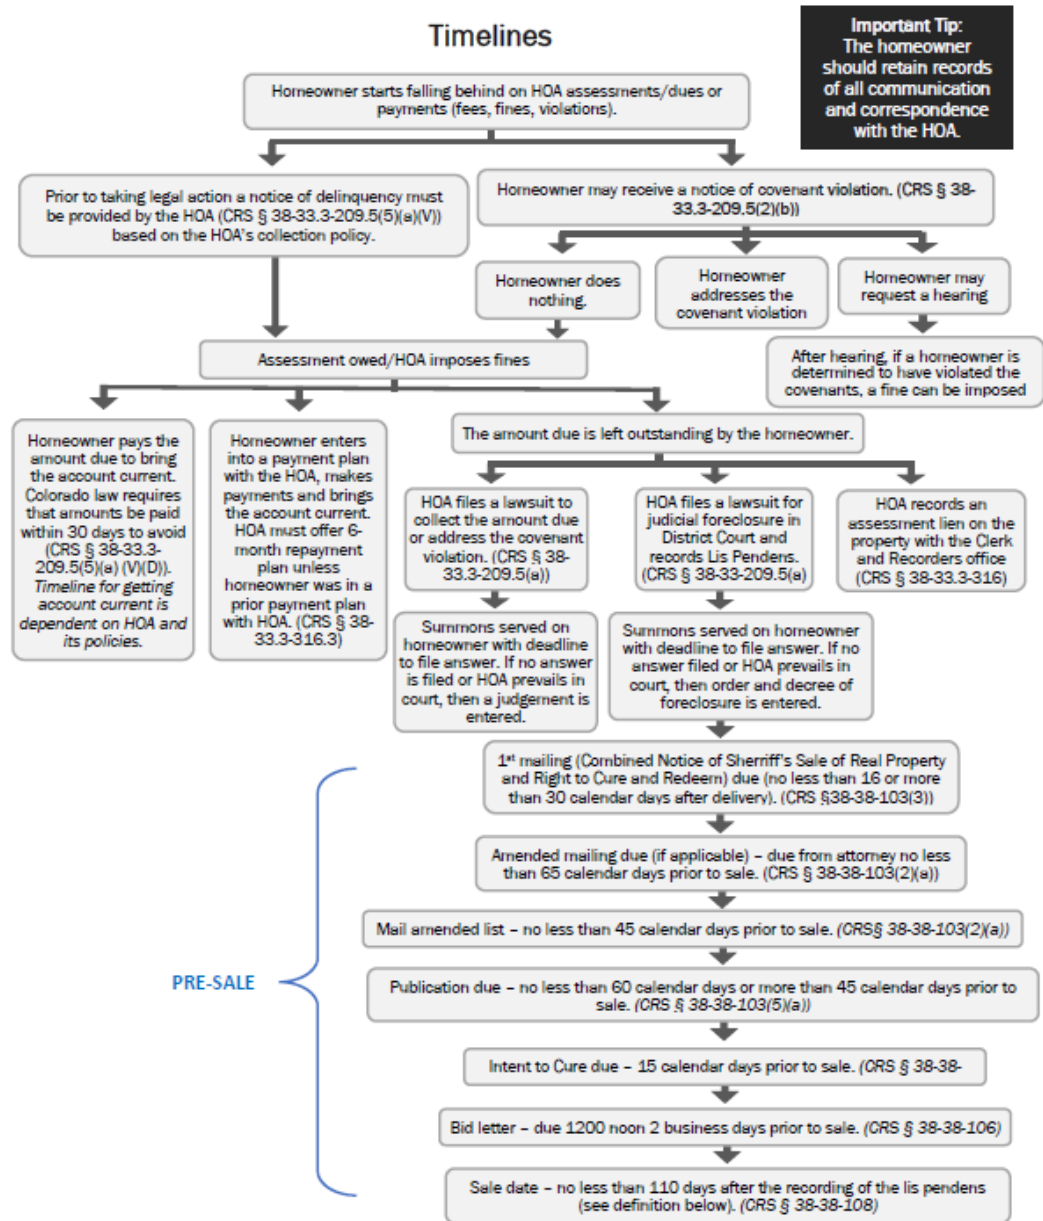 Timelines
Important Tip:
The homeowner
should retain records
of all communication
and correspondence
with the HOA.
Homeowner starts falling behind on HOA assessments/dues or
payments (fees, fines, violations).
Prior to taking legal action a notice of delinquency must
be provided by the HOA (CRS § 38-33.3-209.5(5)(a)(V))
based on the HOA's collection policy.
Homeowner may receive a notice of covenant violation. (CRS § 38-
33.3-209.5(2)(b))
Homeowner does
nothing.
Homeowner
addresses the
covenant violation
Homeowner may
request a hearing
Assessment owed/HOA imposes fines
After hearing, if a homeowner is
determined to have violated the
covenants, a fine can be imposed
Homeowner pays the
amount due to bring
the account current.
Colorado law requires
that amounts be paid
within 30 days to avoid
(CRS § 38-33.3-
209.5(5)(a) (V)(D)).
Timeline for getting
account current is
dependent on HOA and
its policies.
Homeowner enters
into a payment plan
with the HOA, makes
payments and brings
the account current.
HOA must offer 6-
month repayment
plan unless
homeowner was in a
prior payment plan
with HOA. (CRS § 38-
33.3-316.3)
The amount due is left outstanding by the homeowner.
HOA files a lawsuit to
collect the amount due
or address the covenant
violation. (CRS § 38-
33.3-209.5(a))
HOA files a lawsuit for
judicial foreclosure in
District Court and
records Lis Pendens.
(CRS § 38-33-209.5(a)
HOA records an
assessment lien on the
property with the Clerk
and Recorders office
(CRS § 38-33.3-316)
Summons served on homeowner
with deadline to file answer. If no answer
is filed or HOA prevails in
court, then a judgement is
entered.
Summons served on homeowner
with deadline to file answer. If no
answer filed or HOA prevails in
court, then order and decree of
foreclosure is entered.
PRE-SALE
1st mailing (Combined Notice of Sherriff's Sale of Real Property
and Right to Cure and Redeem) due (no less than 16 or more
than 30 calendar days after delivery). (CRS §38-38-103(3))
Amended mailing due (if applicable) – due from attorney no less
than 65 calendar days prior to sale. (CRS § 38-38-103(2)(a))
Mail amended list – no less than 45 calendar days prior to sale. (CRS§ 38-38-103(2)(a))
Publication due – no less than 60 calendar days or more than 45 calendar days prior to
sale. (CRS § 38-38-103(5)(a))
Intent to Cure due – 15 calendar days prior to sale. (CRS § 38-38-
Bid letter – due 1200 noon 2 business days prior to sale. (CRS § 38-38-106)
Sale date – no less than 110 days after the recording of the lis pendens
(see definition below). (CRS § 38-38-108)